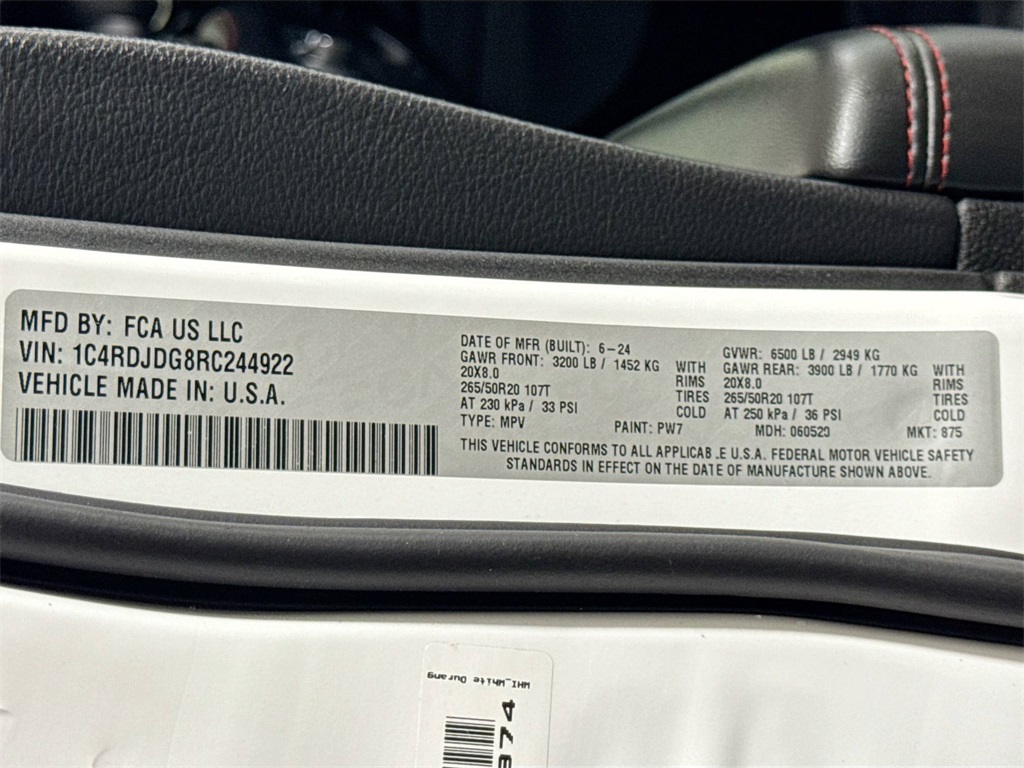 MFD BY: FCA US LLC
VIN: 1C4RDJDG8RC244922
VEHICLE MADE IN: U.S.A.
DATE OF MFR (BUILT): 6-24
GAWR FRONT: 3200 LB / 1452 KG WITH
20X8.0 RIMS
265/50R20 107T TIRES
AT 230 kPa / 33 PSI COLD
TYPE: MPV PAINT: PW7
GVWR: 6500 LB / 2949 KG
GAWR REAR: 3900 LB / 1770 KG WITH
20X8.0 RIMS
265/50R20 107T TIRES
AT 250 kPa / 36 PSI COLD
MDH: 060523 MKT: 875
THIS VEHICLE CONFORMS TO ALL APPLICAB.E U.S.A. FEDERAL MOTOR VEHICLE SAFETY
STANDARDS IN EFFECT ON THE DATE OF MANUFACTURE SHOWN ABOVE.
WHI_White Durang
974